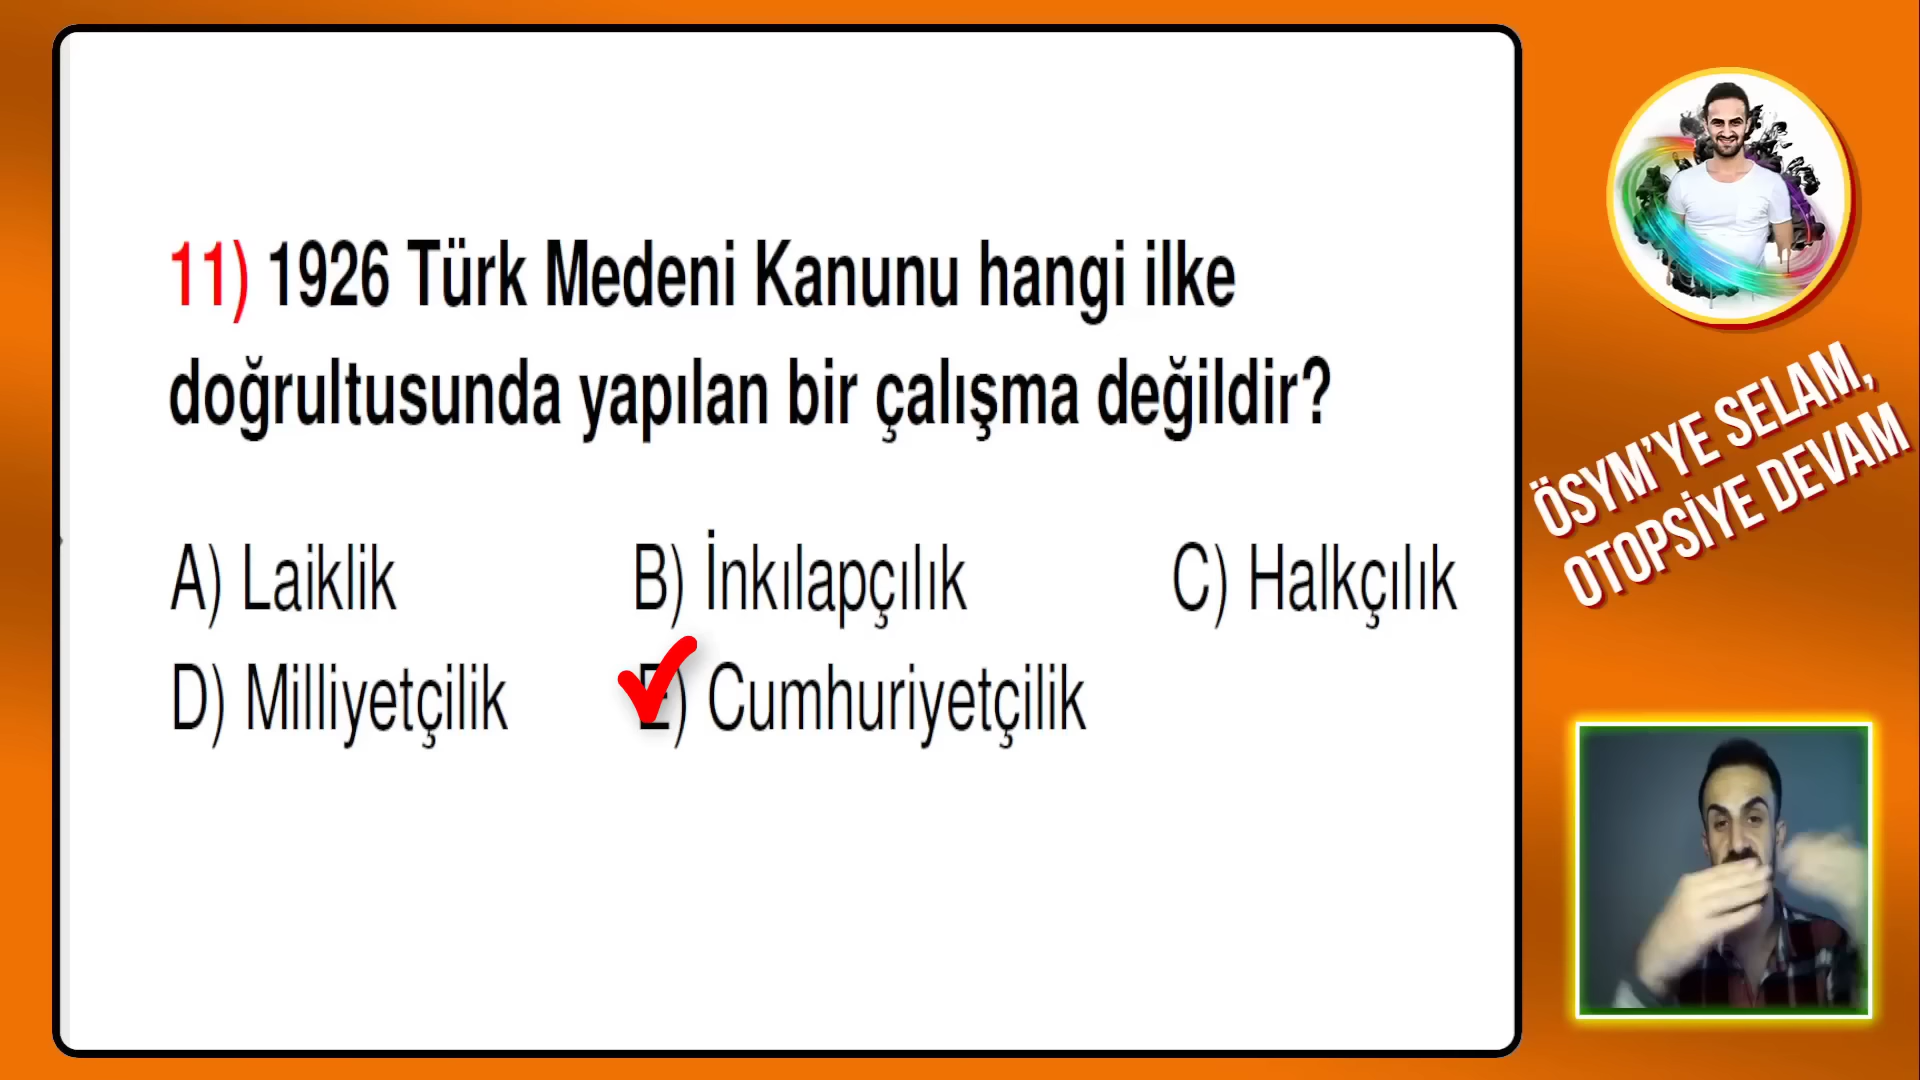 11) 1926 Türk Medeni Kanunu hangi ilke
doğrultusunda yapılan bir çalışma değildir?
A) Laiklik B) İnkılapçılık C) Halkçılık
D) Milliyetçilik E) Cumhuriyetçilik
ÖSYM'YE SELAM,
OTOPSİYE DEVAM